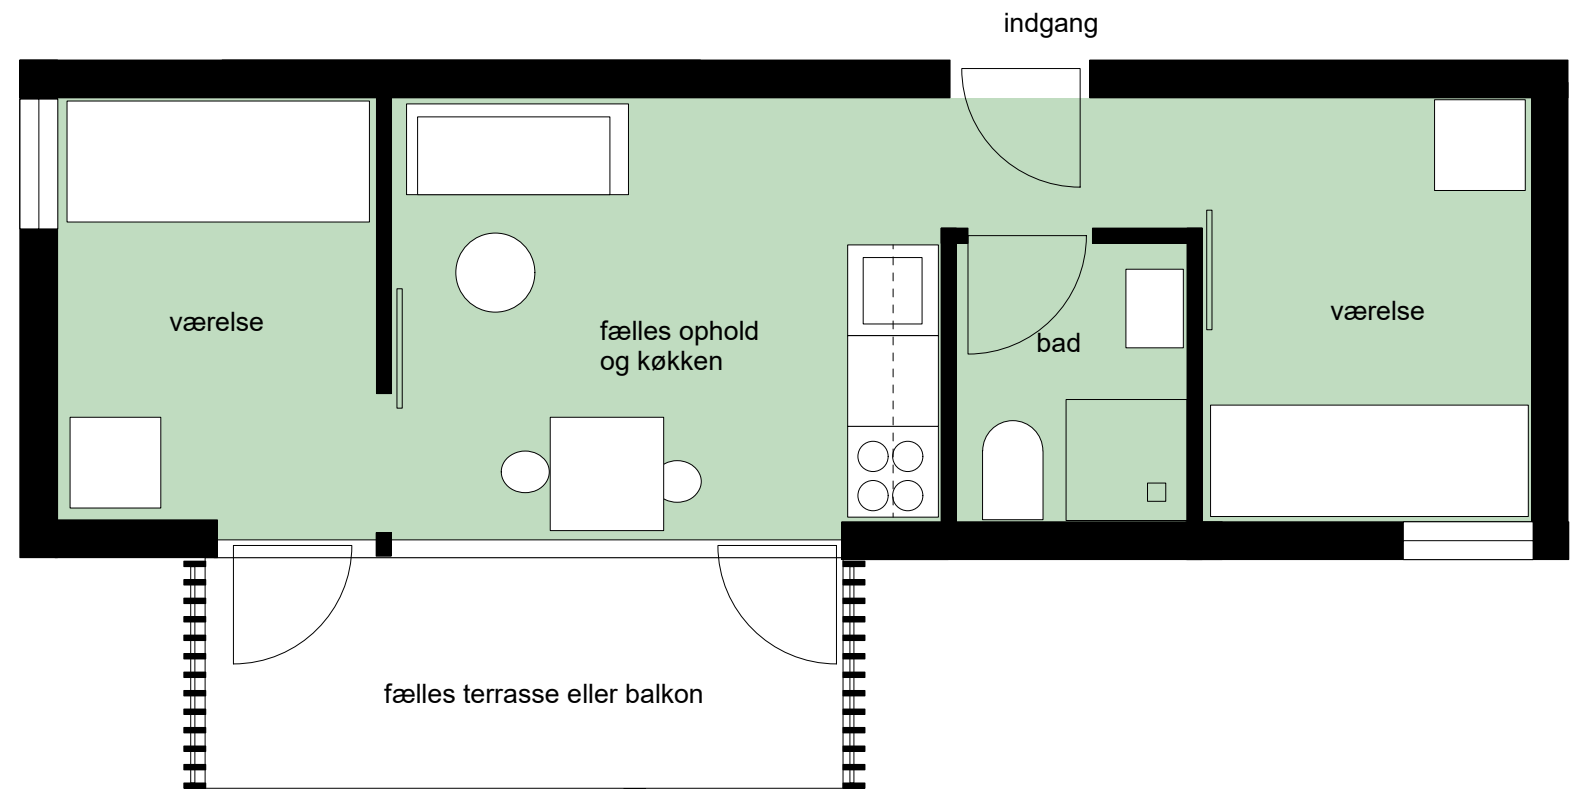 indgang
værelse
fælles ophold
og køkken
bad
værelse
fælles terrasse eller balkon